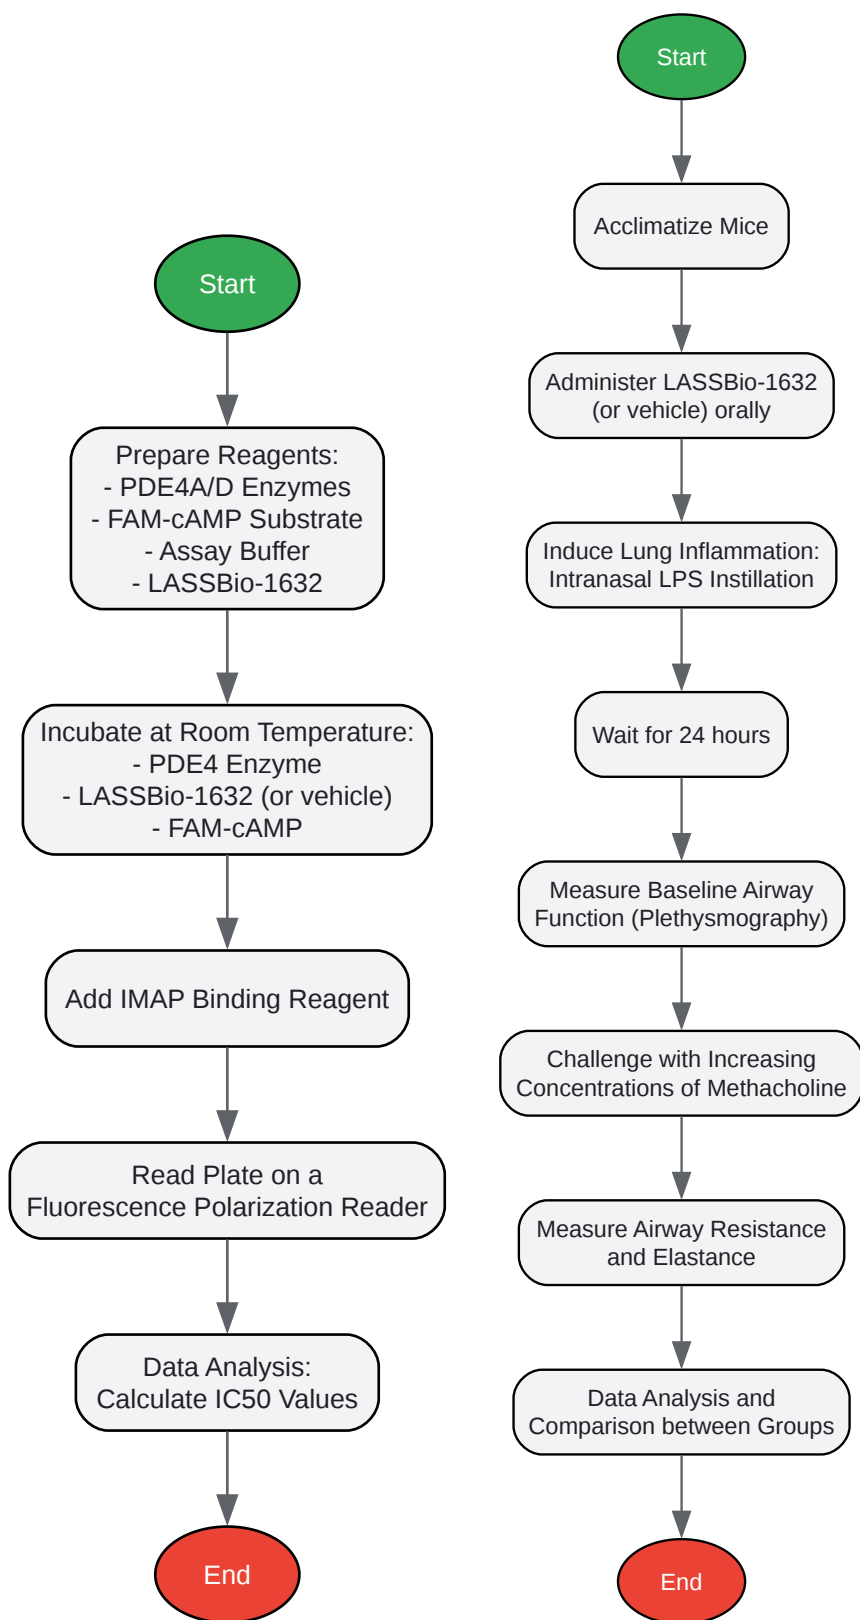 Start
Prepare Reagents:
- PDE4A/D Enzymes
- FAM-cAMP Substrate
- Assay Buffer
- LASSBio-1632
Incubate at Room Temperature:
- PDE4 Enzyme
- LASSBio-1632 (or vehicle)
- FAM-cAMP
Add IMAP Binding Reagent
Read Plate on a
Fluorescence Polarization Reader
Data Analysis:
Calculate IC50 Values
End
Start
Acclimatize Mice
Administer LASSBio-1632
(or vehicle) orally
Induce Lung Inflammation:
Intranasal LPS Instillation
Wait for 24 hours
Measure Baseline Airway
Function (Plethysmography)
Challenge with Increasing
Concentrations of Methacholine
Measure Airway Resistance
and Elastance
Data Analysis and
Comparison between Groups
End